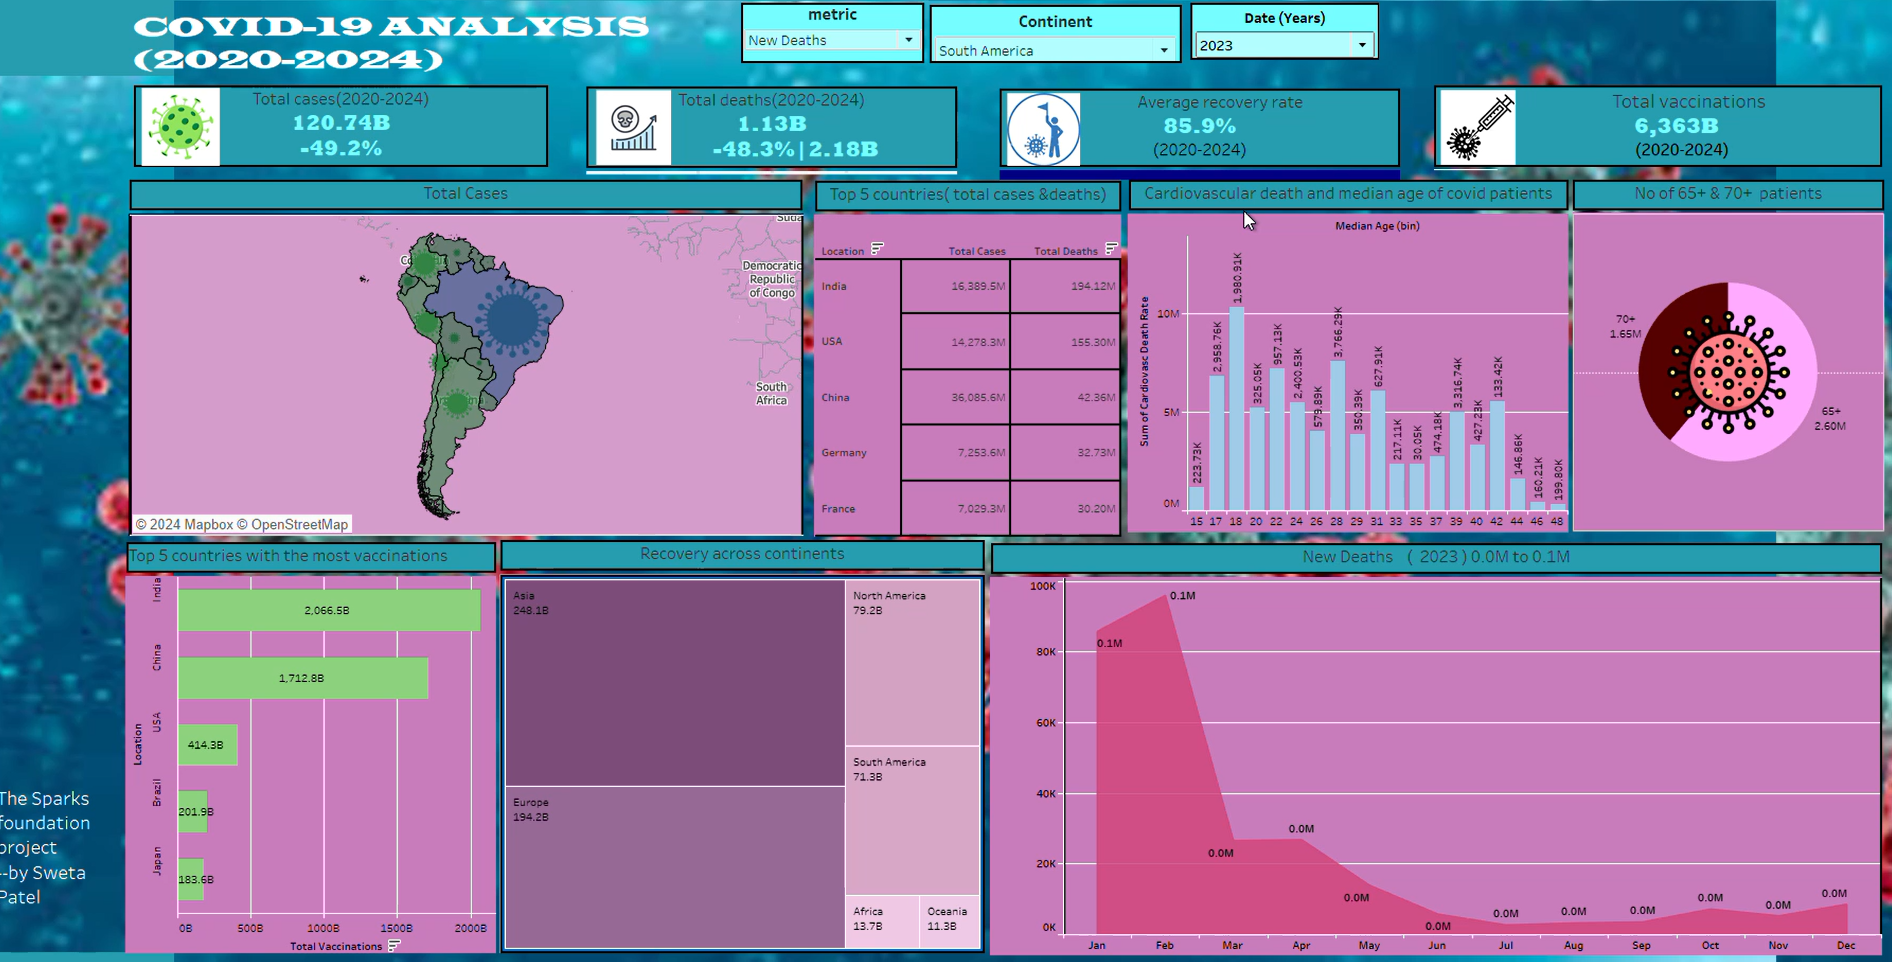 COVID-19 ANALYSIS
(2020-2024)
metric
New Deaths
Continent
South America
Date (Years)
2023
Total cases(2020-2024)
120.74B
-49.2%
Total deaths(2020-2024)
1.13B
-48.3%|2.18B
Average recovery rate
85.9%
(2020-2024)
Total vaccinations
6,363B
(2020-2024)
Total Cases
Suda
Democratic
Republic
of Congo
South
Africa
© 2024 Mapbox © OpenStreetMap
Top 5 countries( total cases &deaths)
Location Total Cases Total Deaths
India 16,389.5M 194.12M
USA 14,278.3M 155.30M
China 36,085.6M 42.36M
Germany 7,253.6M 32.73M
France 7,029.3M 30.20M
Cardiovascular death and median age of covid patients
Median Age (bin)
Sum of Cardiovasc Death Rate
10M
5M
0M
223.73K
2,958.76K
1,980.91K
325.05K
957.13K
2,400.53K
579.89K
3,766.29K
350.39K
627.91K
217.11K
30.05K
474.18K
3,316.74K
427.23K
133.42K
146.86K
160.21K
199.80K
15 17 18 20 22 24 26 28 29 31 33 35 37 39 40 42 44 46 48
No of 65+ & 70+ patients
70+
1.65M
65+
2.60M
Top 5 countries with the most vaccinations
Location
India
2,066.5B
China
1,712.8B
USA
414.3B
Brazil
201.9B
Japan
183.6B
0B 500B 1000B 1500B 2000B
Total Vaccinations
Recovery across continents
Asia
248.1B
Europe
194.2B
North America
79.2B
South America
71.3B
Africa
13.7B
Oceania
11.3B
New Deaths ( 2023 ) 0.0M to 0.1M
100K
80K
60K
40K
20K
0K
0.1M
0.1M
0.0M
0.0M
0.0M
0.0M
0.0M
0.0M
0.0M
0.0M
0.0M
0.0M
Jan Feb Mar Apr May Jun Jul Aug Sep Oct Nov Dec
The Sparks
foundation
project
--by Sweta
Patel